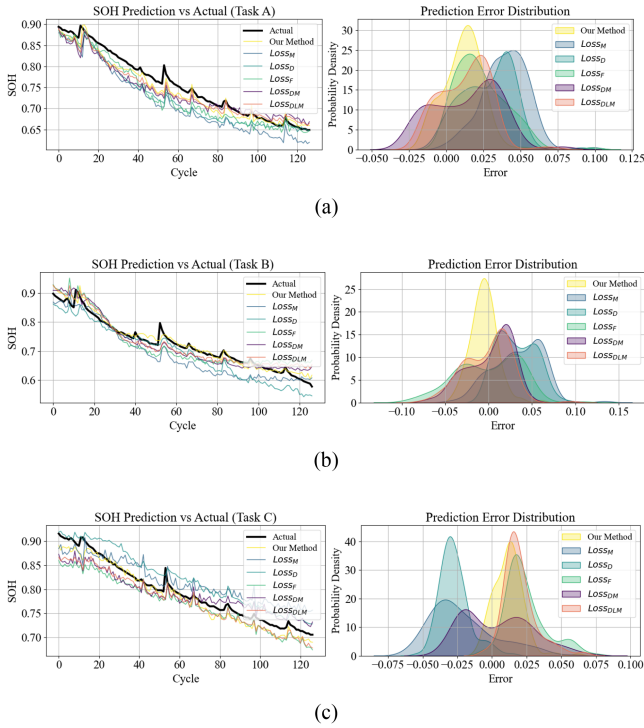 SOH Prediction vs Actual (Task A)
0.90
0.85
0.80
0.75
0.70
0.65
SOH
0 20 40 60 80 100 120
Cycle
Actual
Our Method
LOSS_M
LOSS_D
LOSS_F
LOSS_DM
LOSS_DLM
Prediction Error Distribution
30
25
20
15
10
5
0
Probability Density
−0.050 −0.025 0.000 0.025 0.050 0.075 0.100 0.125
Error
Our Method
LOSS_M
LOSS_D
LOSS_F
LOSS_DM
LOSS_DLM
(a)
SOH Prediction vs Actual (Task B)
0.9
0.8
0.7
0.6
SOH
0 20 40 60 80 100 120
Cycle
Actual
Our Method
LOSS_M
LOSS_D
LOSS_F
LOSS_DM
LOSS_DLM
Prediction Error Distribution
25
20
15
10
5
0
Probability Density
−0.10 −0.05 0.00 0.05 0.10 0.15
Error
Our Method
LOSS_M
LOSS_D
LOSS_F
LOSS_DM
LOSS_DLM
(b)
SOH Prediction vs Actual (Task C)
0.90
0.85
0.80
0.75
0.70
SOH
0 20 40 60 80 100 120
Cycle
Actual
Our Method
LOSS_M
LOSS_D
LOSS_F
LOSS_DM
LOSS_DLM
Prediction Error Distribution
40
30
20
10
0
Probability Density
−0.075 −0.050 −0.025 0.000 0.025 0.050 0.075 0.100
Error
Our Method
LOSS_M
LOSS_D
LOSS_F
LOSS_DM
LOSS_DLM
(c)